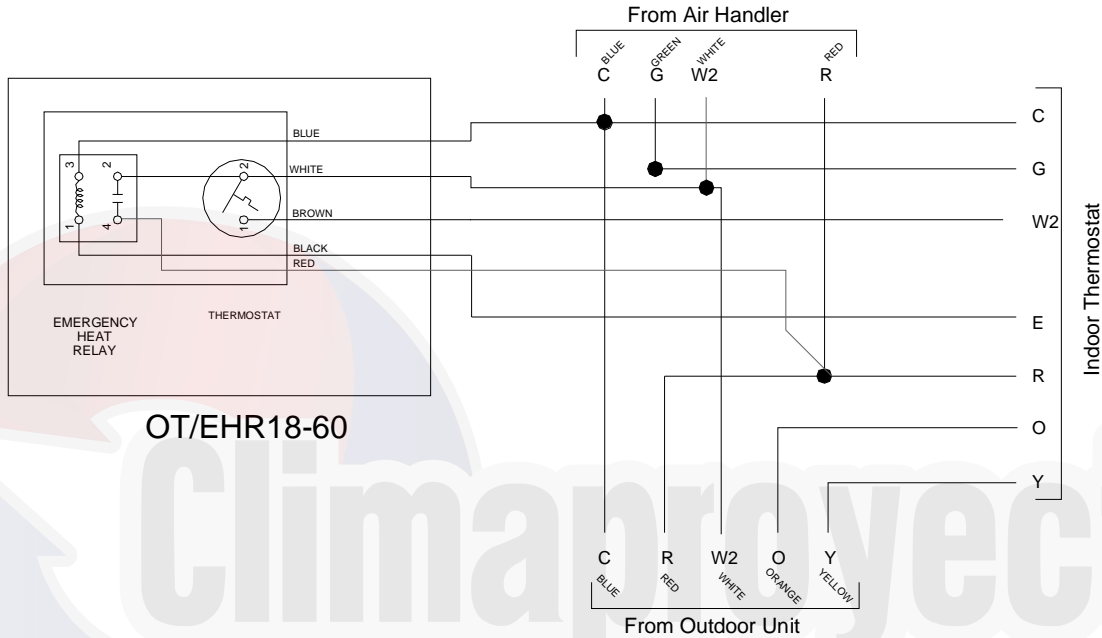 From Air Handler
BLUE GREEN WHITE RED
C G W2 R
C
BLUE
3 2 2
WHITE
G
BROWN
W2
1 4 1
BLACK
RED
EMERGENCY
HEAT
RELAY
THERMOSTAT
E
R
OT/EHR18-60
O
Y
Indoor Thermostat
C R W2 O Y
BLUE RED WHITE ORANGE YELLOW
From Outdoor Unit
Climaproyec